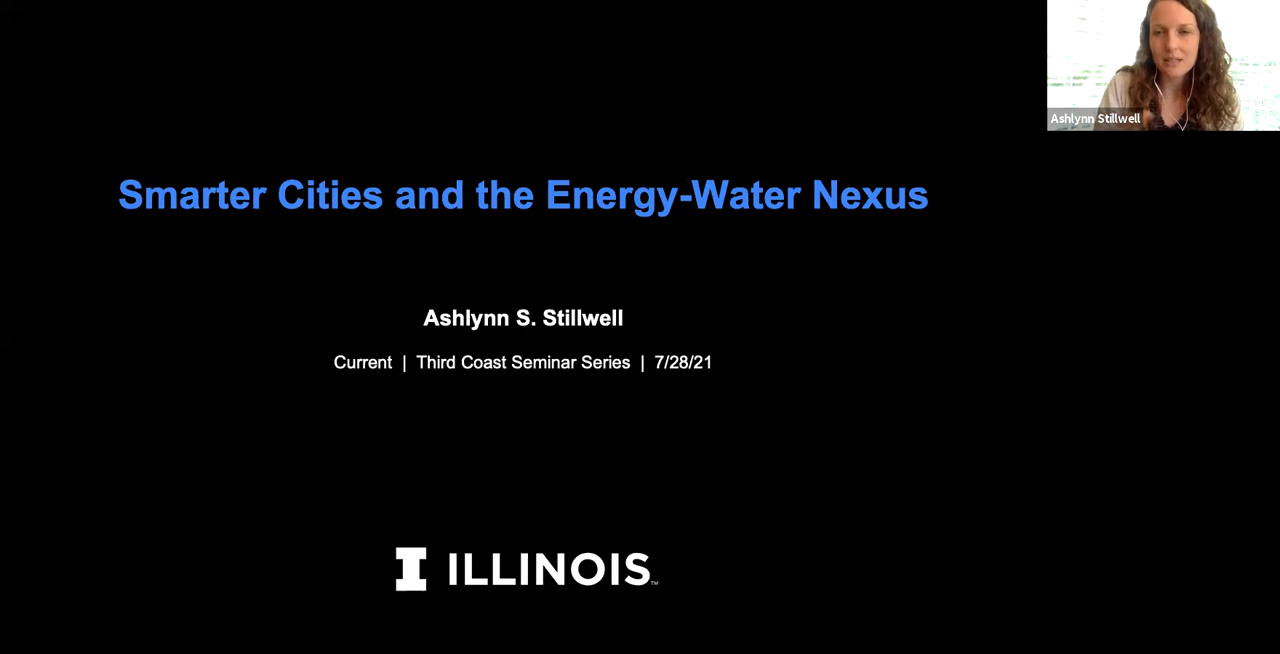 Ashlynn Stillwell
Smarter Cities and the Energy-Water Nexus
Ashlynn S. Stillwell
Current | Third Coast Seminar Series | 7/28/21
I ILLINOIS™